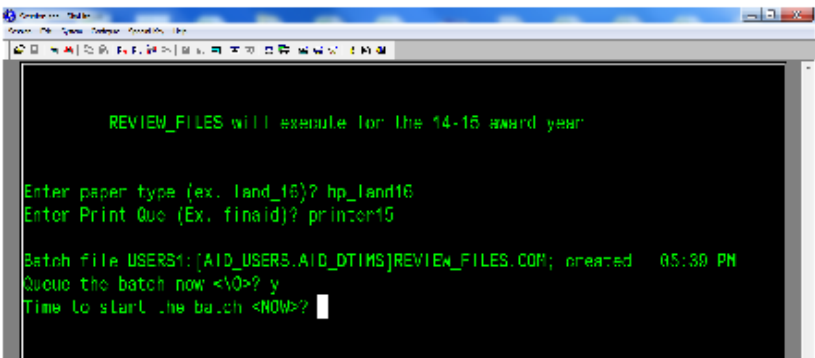 REVIEW_FILES will execute for the 14-15 award year
Enter paper type (ex. land_16)? hp_land16
Enter Print Que (Ex. finaid)? printer15
Batch file USERS1:[AID_USERS.AID_DTIMS]REVIEW_FILES.COM; created 05:39 PM
Queue the batch now <\O>? y
Time to start the batch <NOW>?